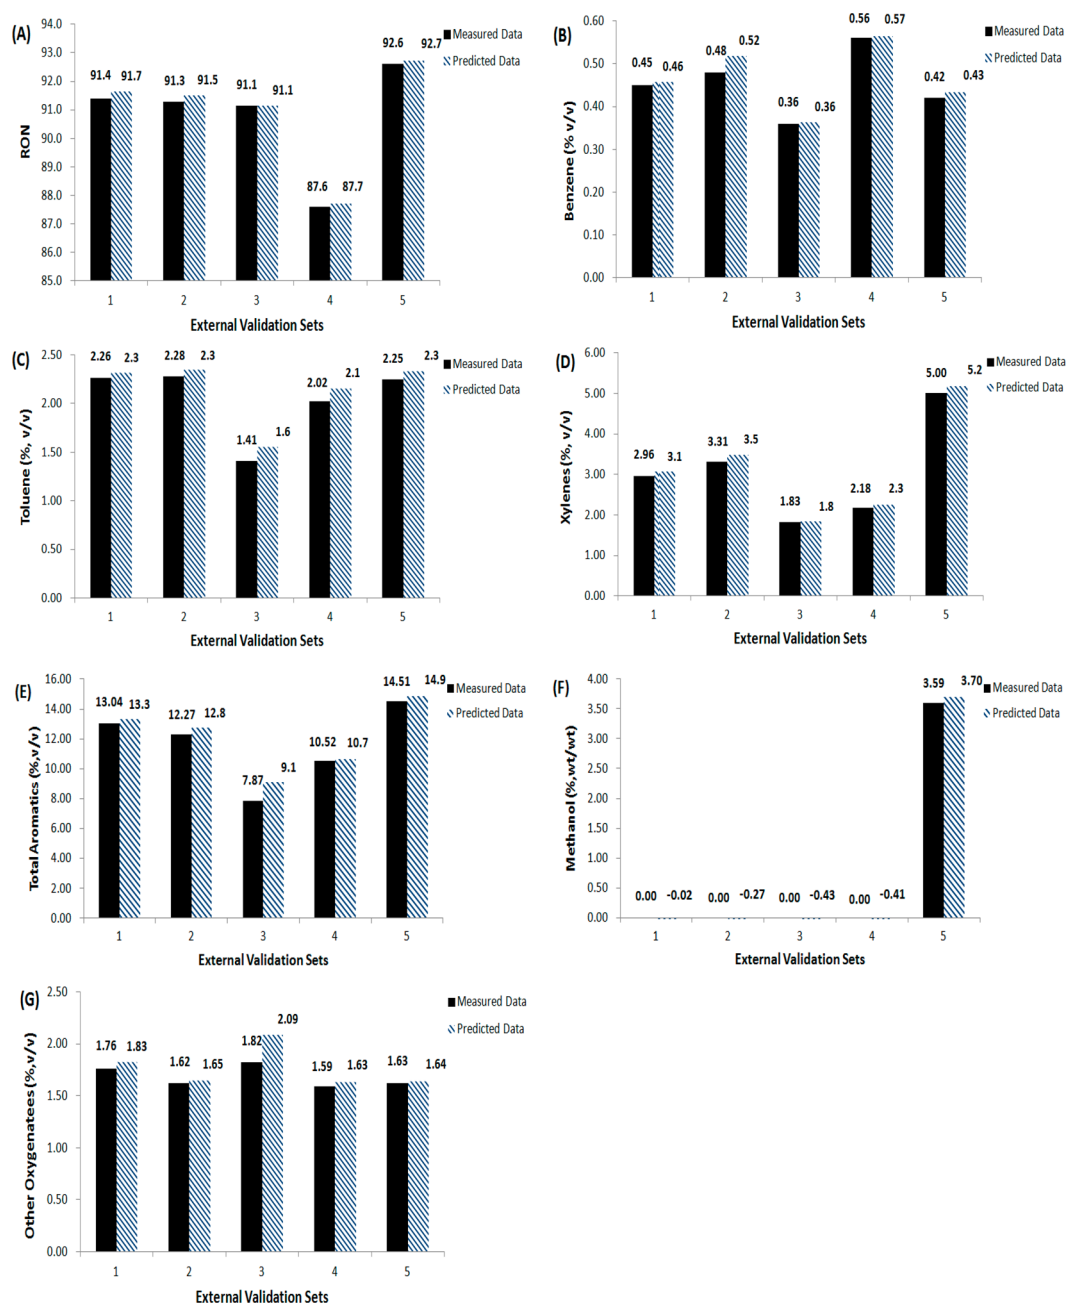 (A)
94.0
93.0
92.0
91.0
90.0
89.0
88.0
87.0
86.0
85.0
RON
91.4 91.7
91.3 91.5
91.1 91.1
87.6 87.7
92.6 92.7
Measured Data
Predicted Data
1 2 3 4 5
External Validation Sets
(B)
0.60
0.50
0.40
0.30
0.20
0.10
0.00
Benzene (% v/v)
0.45 0.46
0.48 0.52
0.36 0.36
0.56 0.57
0.42 0.43
Measured Data
Predicted Data
1 2 3 4 5
External Validation Sets
(C)
2.50
2.00
1.50
1.00
0.50
0.00
Toluene (%, v/v)
2.26 2.3
2.28 2.3
1.41 1.6
2.02 2.1
2.25 2.3
Measured Data
Predicted Data
1 2 3 4 5
External Validation Sets
(D)
6.00
5.00
4.00
3.00
2.00
1.00
0.00
Xylenes (%, v/v)
2.96 3.1
3.31 3.5
1.83 1.8
2.18 2.3
5.00 5.2
Measured Data
Predicted Data
1 2 3 4 5
External Validation Sets
(E)
16.00
14.00
12.00
10.00
8.00
6.00
4.00
2.00
0.00
Total Aromatics (%,v/v)
13.04 13.3
12.27 12.8
7.87 9.1
10.52 10.7
14.51 14.9
Measured Data
Predicted Data
1 2 3 4 5
External Validation Sets
(F)
4.00
3.50
3.00
2.50
2.00
1.50
1.00
0.50
0.00
Methanol (%,wt/wt)
0.00 -0.02
0.00 -0.27
0.00 -0.43
0.00 -0.41
3.59 3.70
Measured Data
Predicted Data
1 2 3 4 5
External Validation Sets
(G)
2.50
2.00
1.50
1.00
0.50
0.00
Other Oxygenatees (%,v/v)
1.76 1.83
1.62 1.65
1.82 2.09
1.59 1.63
1.63 1.64
Measured Data
Predicted Data
1 2 3 4 5
External Validation Sets